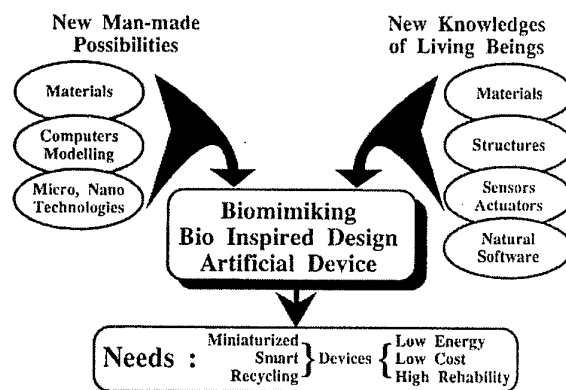 New Man-made
Possibilities
Materials
Computers
Modelling
Micro, Nano
Technologies
New Knowledges
of Living Beings
Materials
Structures
Sensors
Actuators
Natural
Software
Biomimiking
Bio Inspired Design
Artificial Device
Needs :
Miniaturized
Smart
Recycling
} Devices {
Low Energy
Low Cost
High Rehability